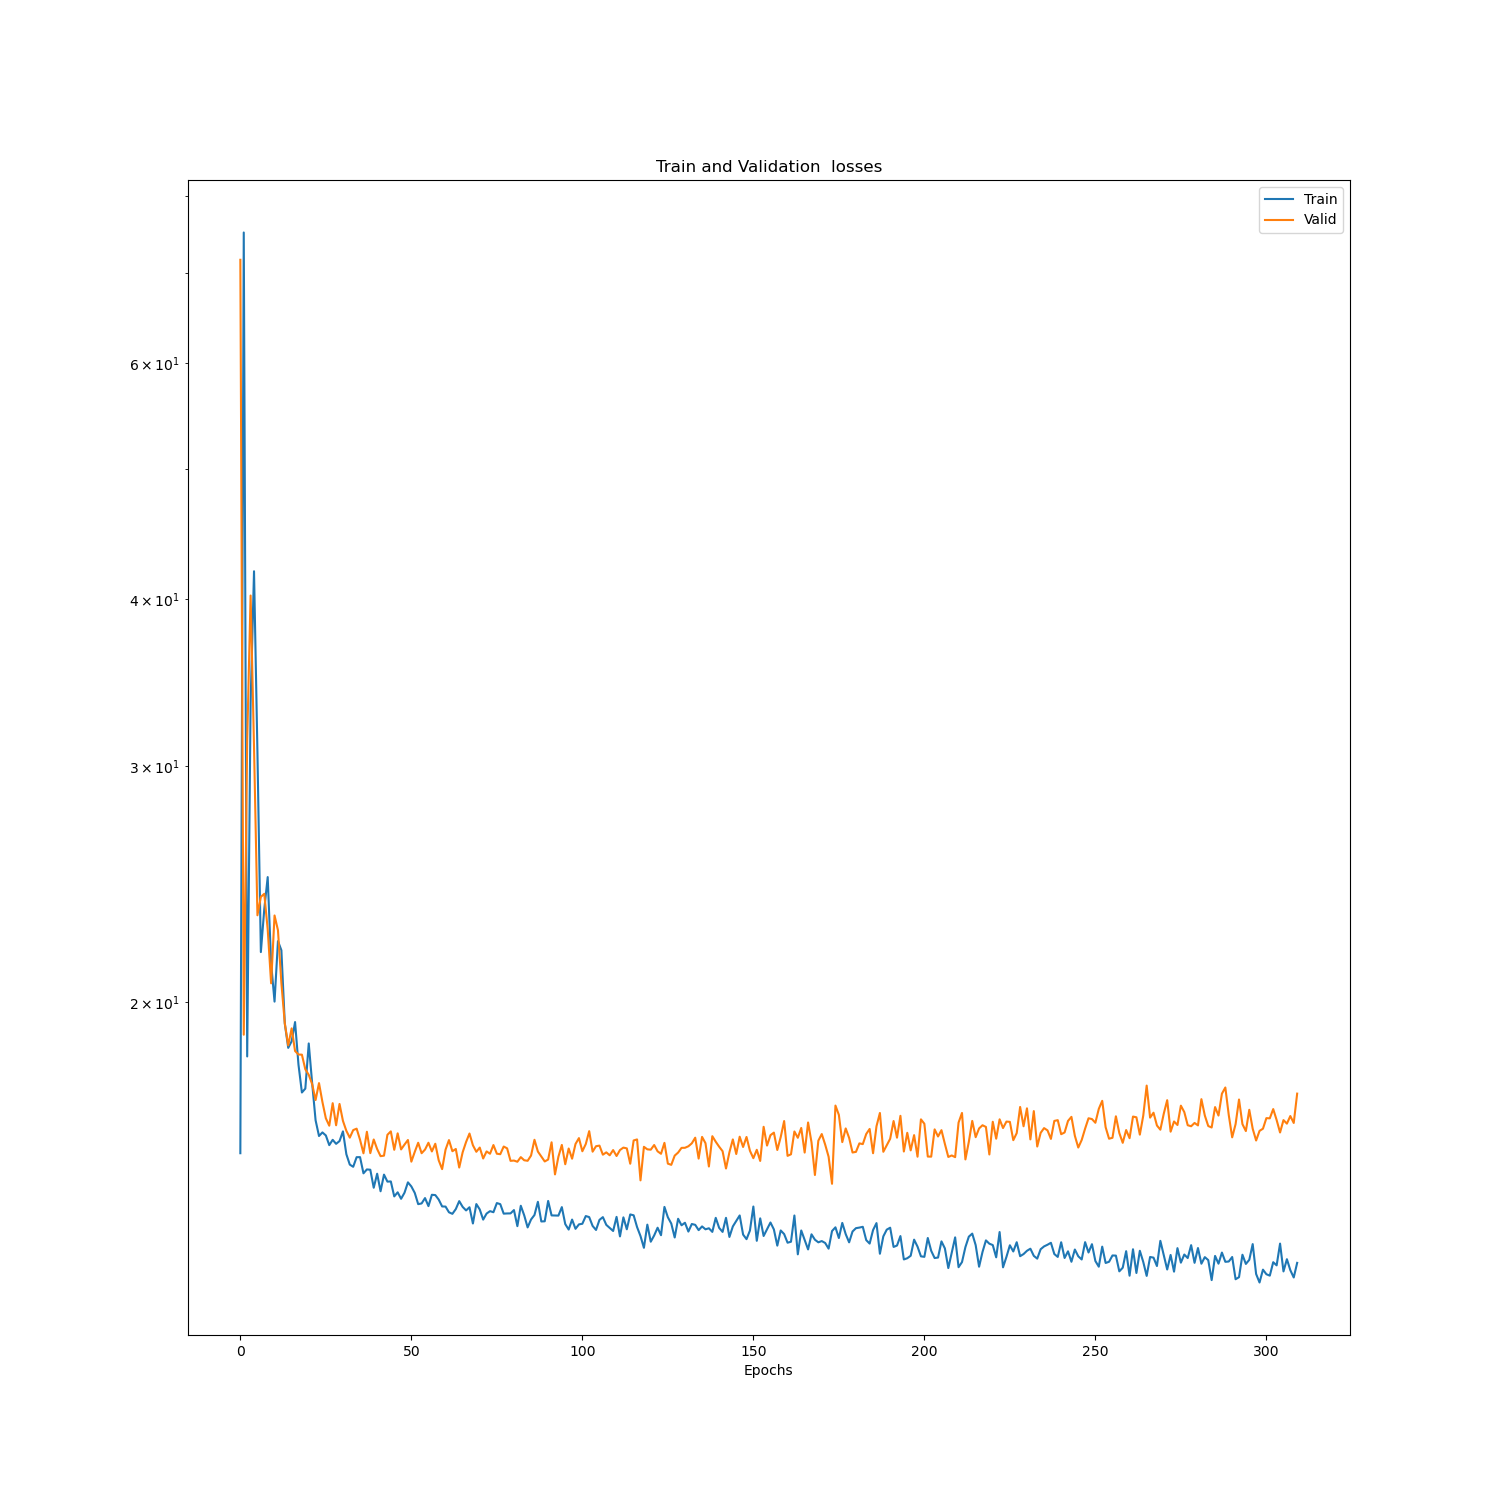 Train and Validation  losses
Train
Valid
6 × 10¹
4 × 10¹
3 × 10¹
2 × 10¹
0 50 100 150 200 250 300
Epochs